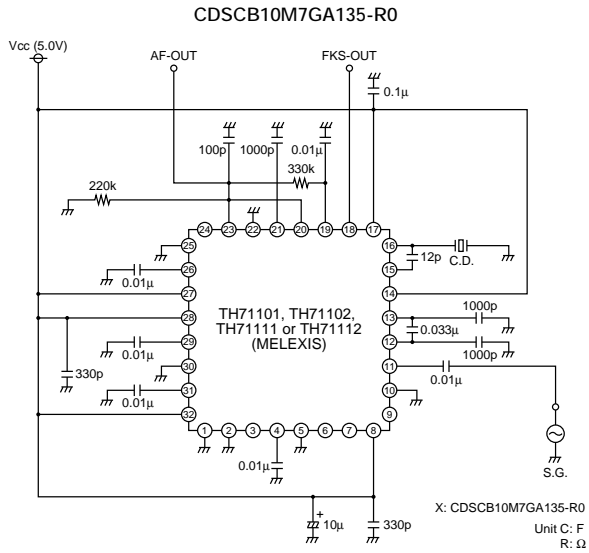 CDSCB10M7GA135-R0
Vcc (5.0V)
AF-OUT
FKS-OUT
0.1μ
100p
1000p
0.01μ
330k
220k
24 23 22 21 20 19 18 17
25
26
27
28
29
30
31
32
16
15
14
13
12
11
10
9
1 2 3 4 5 6 7 8
0.01μ
0.01μ
0.01μ
330p
TH71101, TH71102,
TH71111 or TH71112
(MELEXIS)
12p
C.D.
1000p
0.033μ
1000p
0.01μ
S.G.
0.01μ
+
10μ
330p
X: CDSCB10M7GA135-R0
Unit C: F
R: Ω